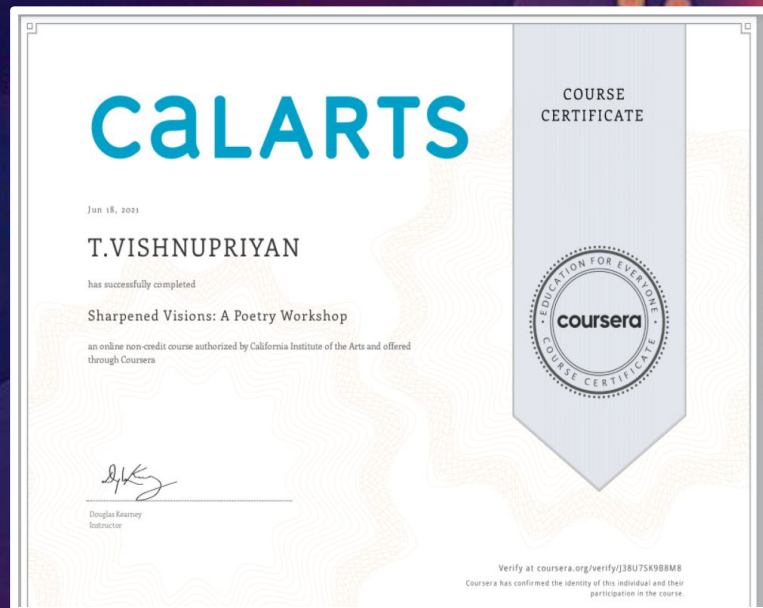 CALARTS
COURSE
CERTIFICATE
Jun 18, 2021
T.VISHNUPRIYAN
has successfully completed
Sharpened Visions: A Poetry Workshop
an online non-credit course authorized by California Institute of the Arts and offered
through Coursera
EDUCATION FOR EVERYONE
coursera
COURSE CERTIFICATE
Douglas Kearney
Instructor
Verify at coursera.org/verify/J38U7SK9B8M8
Coursera has confirmed the identity of this individual and their
participation in the course.